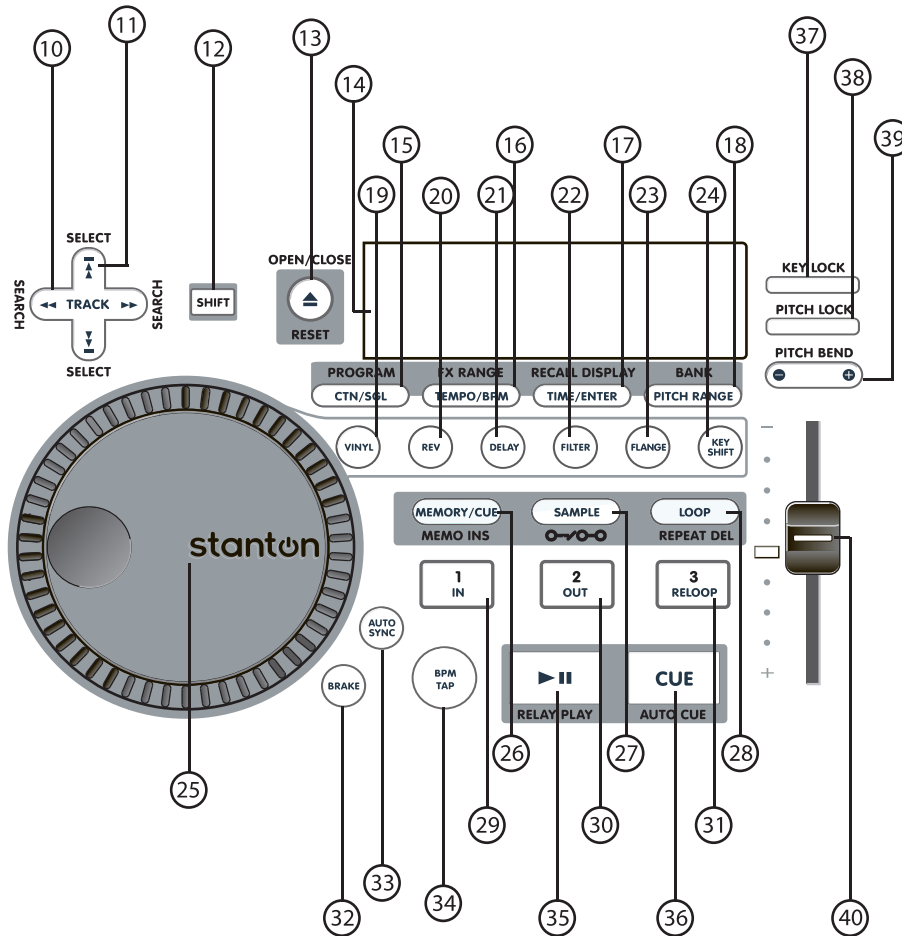 10
11
12
13
14
15
16
17
18
37
38
39
19
20
21
22
23
24
SELECT
SEARCH
TRACK
SEARCH
SELECT
SHIFT
OPEN/CLOSE
RESET
KEY LOCK
PITCH LOCK
PITCH BEND
PROGRAM
FX RANGE
RECALL DISPLAY
BANK
CTN/SGL
TEMPO/BPM
TIME/ENTER
PITCH RANGE
VINYL
REV
DELAY
FILTER
FLANGE
KEY
SHIFT
stanton
MEMORY/CUE
SAMPLE
LOOP
MEMO INS
REPEAT DEL
1
IN
2
OUT
3
RELOOP
AUTO
SYNC
BRAKE
BPM
TAP
CUE
RELAY PLAY
AUTO CUE
26
27
28
25
29
30
31
32
33
34
35
36
40